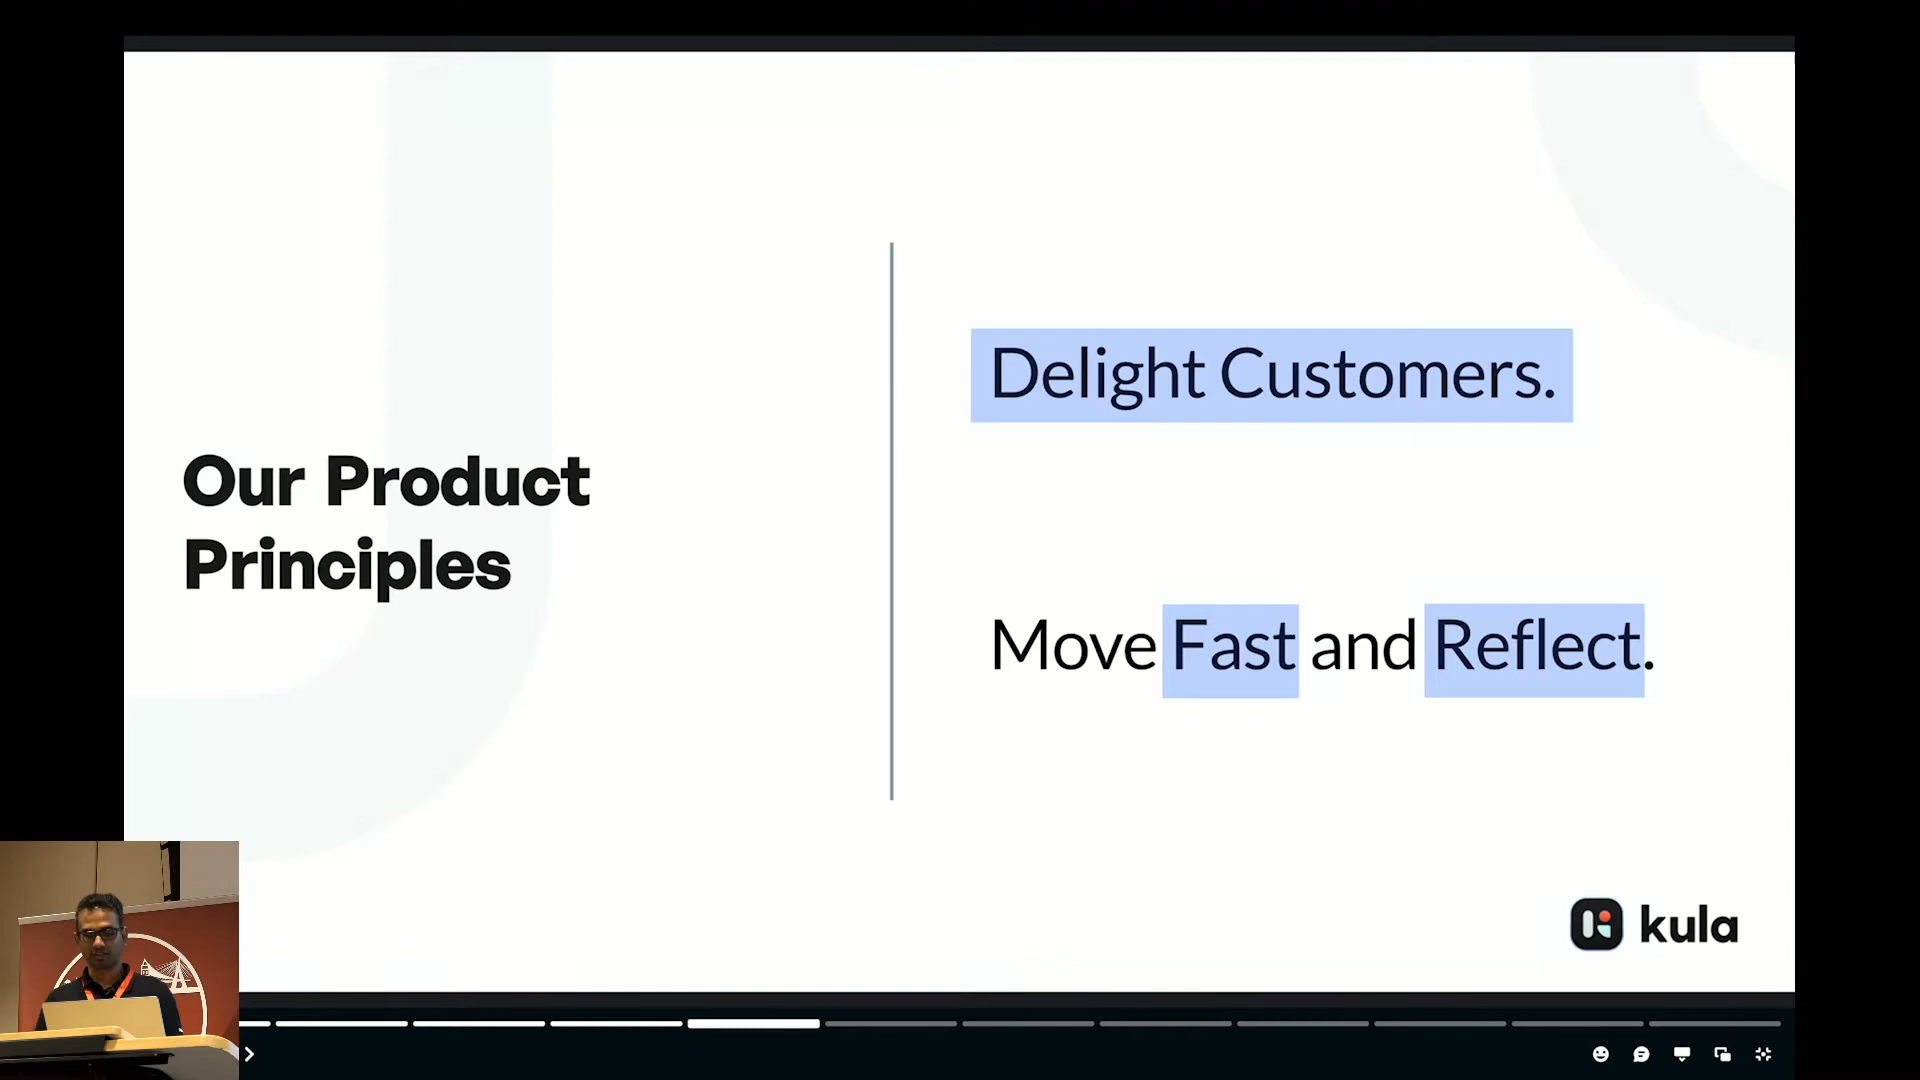 Our Product
Principles
Delight Customers.
Move Fast and Reflect.
kula